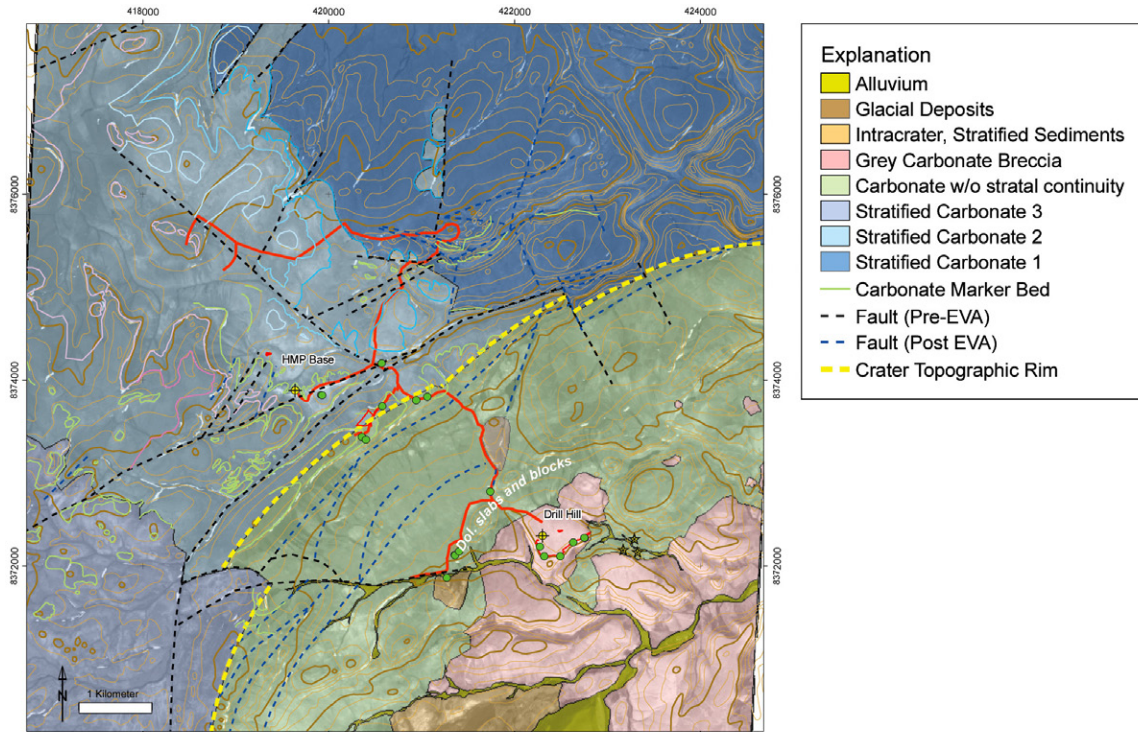 418000 420000 422000 424000
8376000
8376000
8374000
8374000
8372000
8372000
HMP Base
Dol. slabs and blocks
Drill Hill
N
1 Kilometer
Explanation
Alluvium
Glacial Deposits
Intracrater, Stratified Sediments
Grey Carbonate Breccia
Carbonate w/o stratal continuity
Stratified Carbonate 3
Stratified Carbonate 2
Stratified Carbonate 1
Carbonate Marker Bed
Fault (Pre-EVA)
Fault (Post EVA)
Crater Topographic Rim